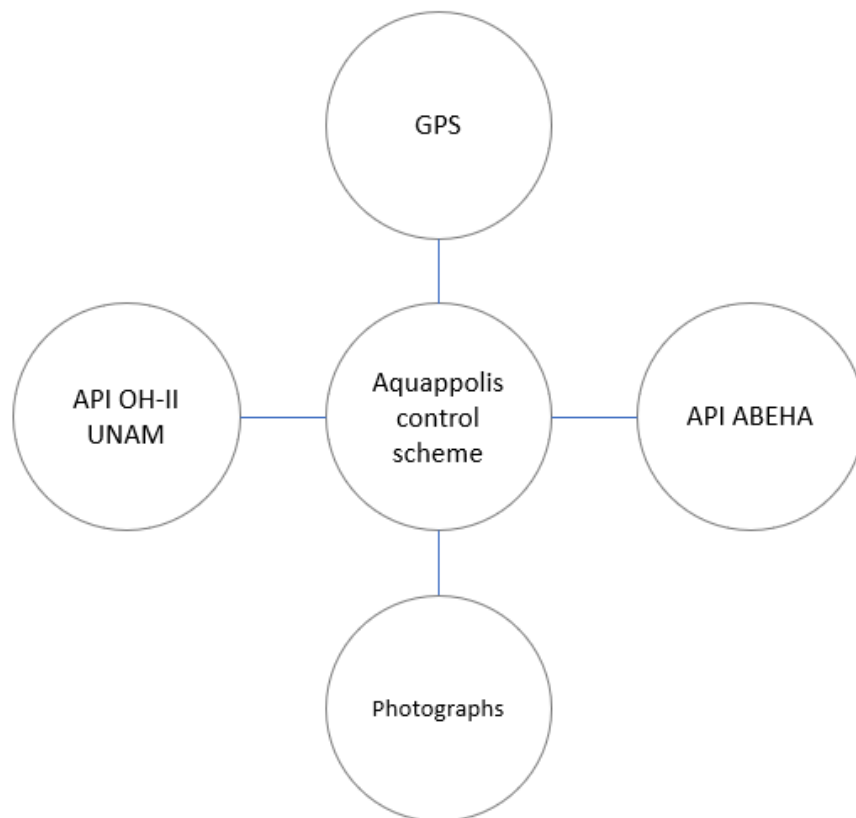 GPS
API OH-II
UNAM
Aquappolis
control
scheme
API ABEHA
Photographs